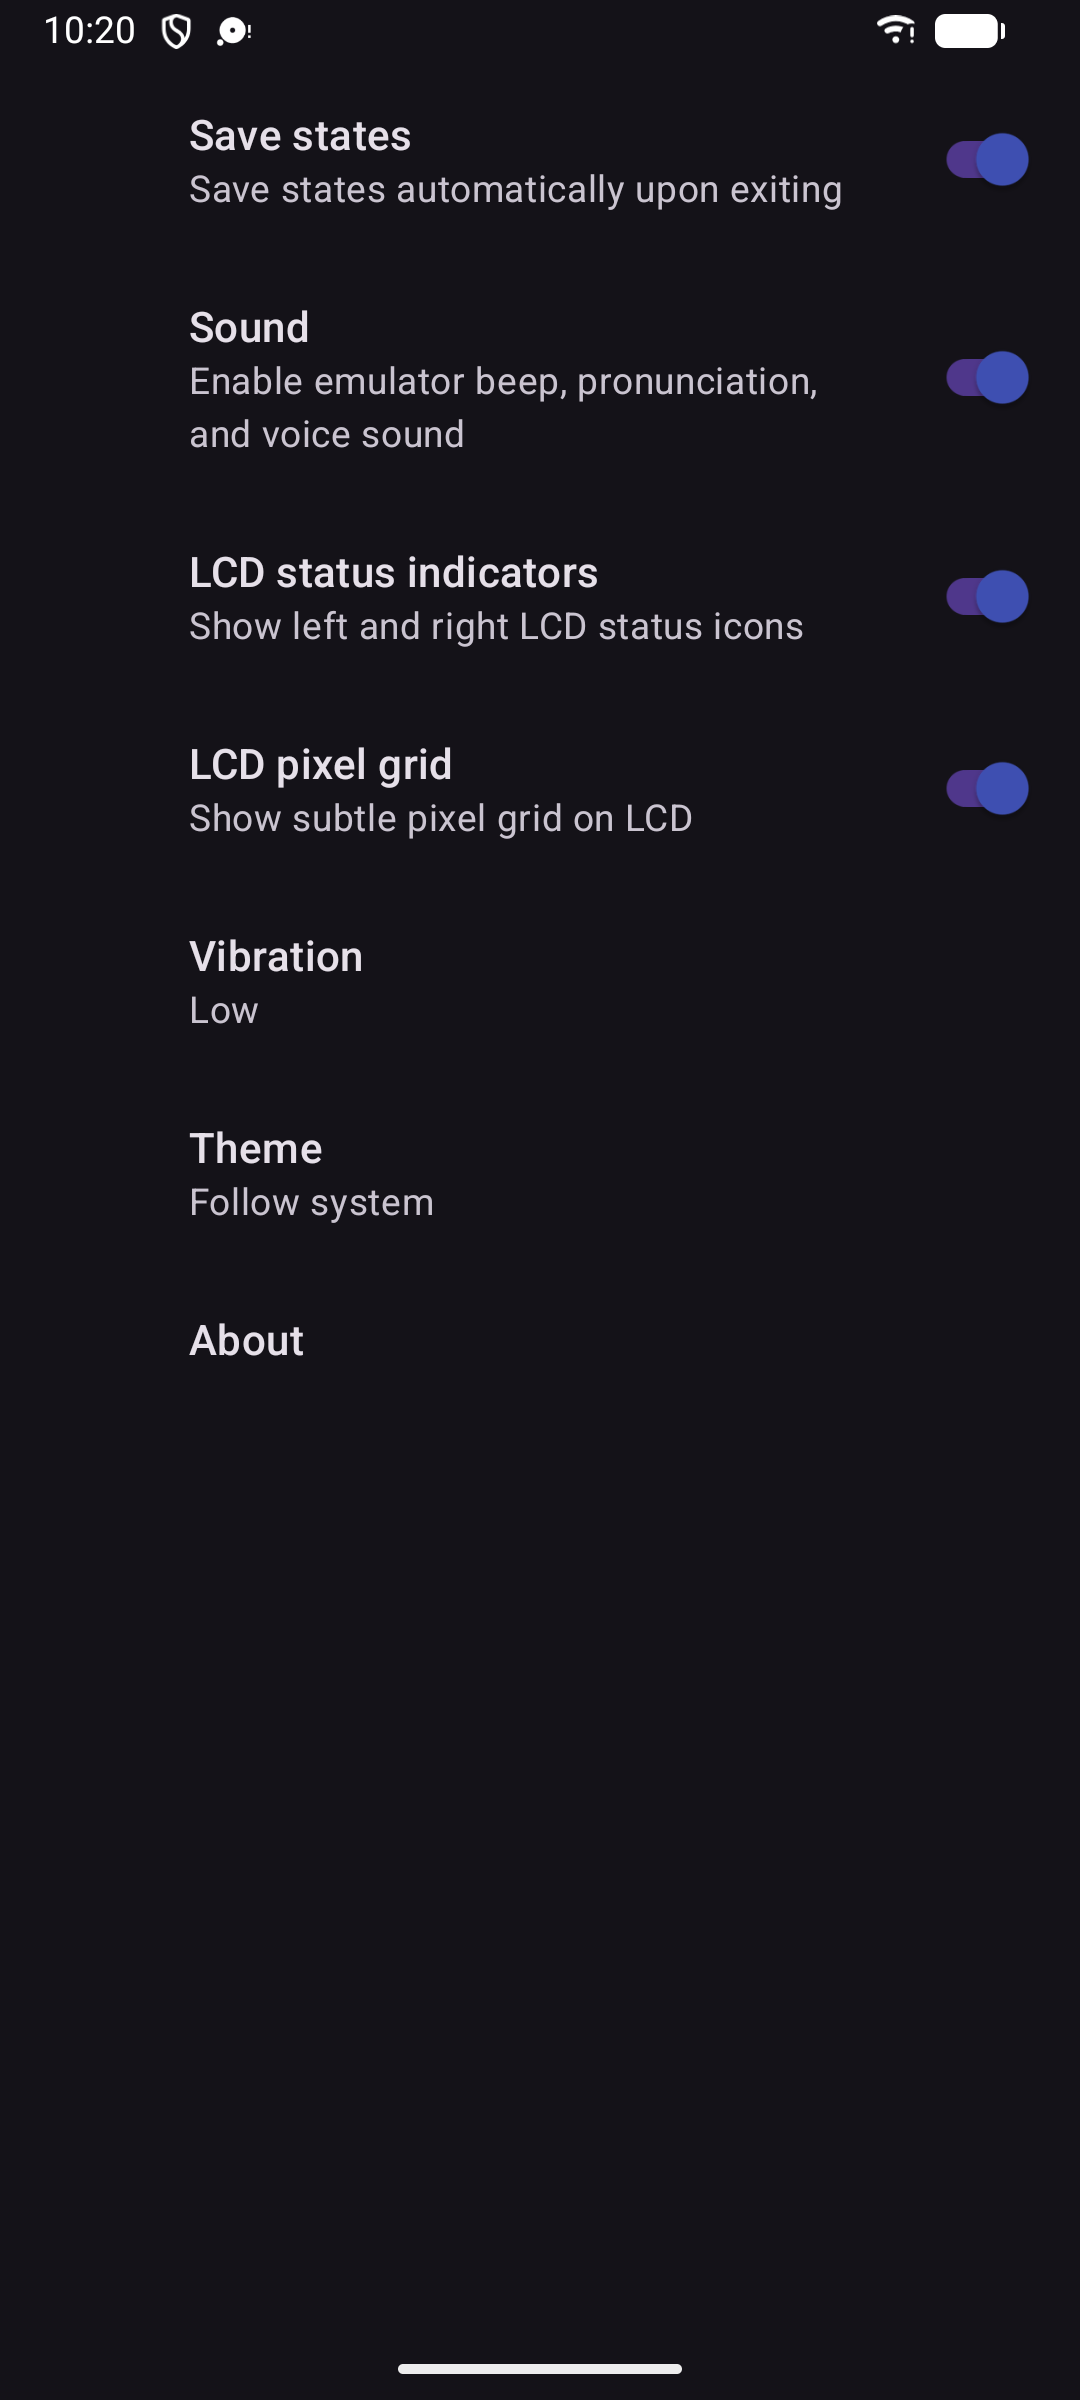 10:20
Save states
Save states automatically upon exiting
Sound
Enable emulator beep, pronunciation,
and voice sound
LCD status indicators
Show left and right LCD status icons
LCD pixel grid
Show subtle pixel grid on LCD
Vibration
Low
Theme
Follow system
About